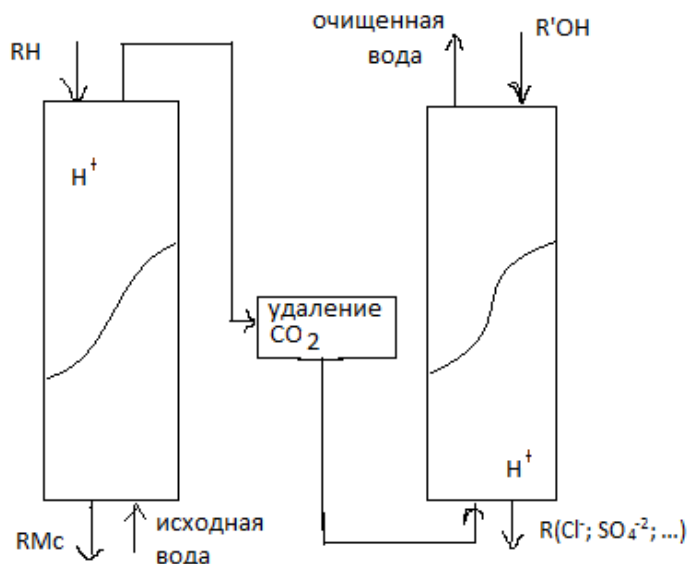 RH
H⁺
RMc
исходная
вода
удаление
CO₂
очищенная
вода
R'OH
H⁺
R(Cl⁻; SO₄⁻²; ...)